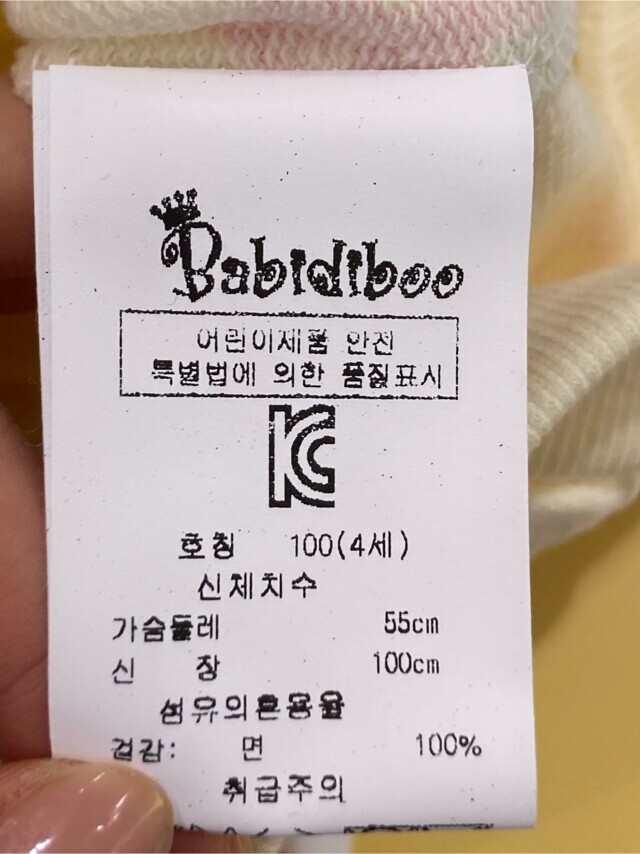 Babidiboo
어린이제품 안전
특별법에 의한 품질표시
KC
호칭 100(4세)
신체치수
가슴둘레 55cm
신 장 100cm
섬유의혼용율
겉감: 면 100%
취급주의